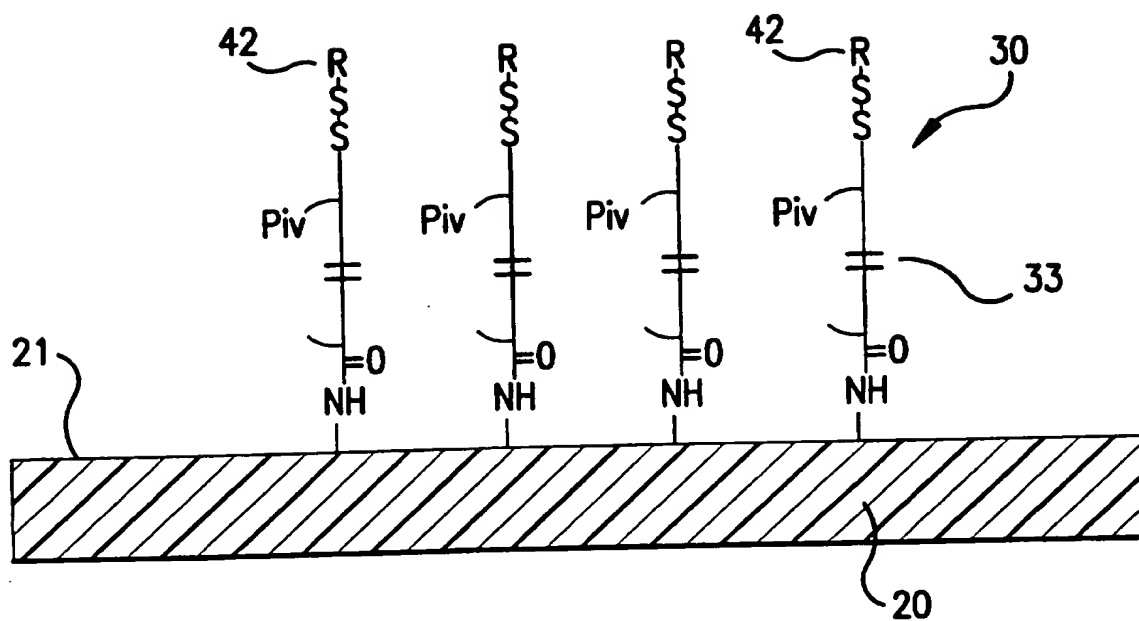 42 R R R 42 R 30
S S S S
S S S S
Piv Piv Piv Piv
33
21 =O =O =O =O
NH NH NH NH
20